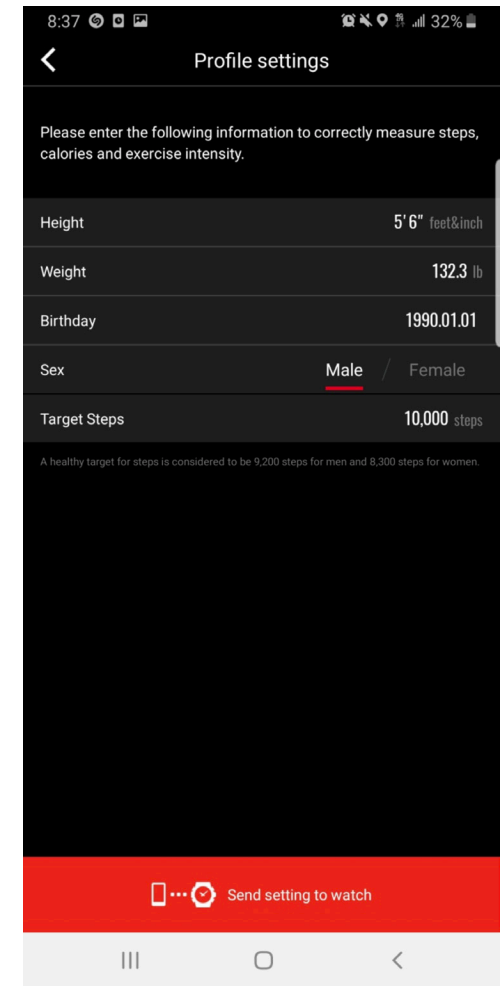 8:37 32%
Profile settings
Please enter the following information to correctly measure steps,
calories and exercise intensity.
Height 5'6" feet&inch
Weight 132.3 lb
Birthday 1990.01.01
Sex Male / Female
Target Steps 10,000 steps
A healthy target for steps is considered to be 9,200 steps for men and 8,300 steps for women.
Send setting to watch